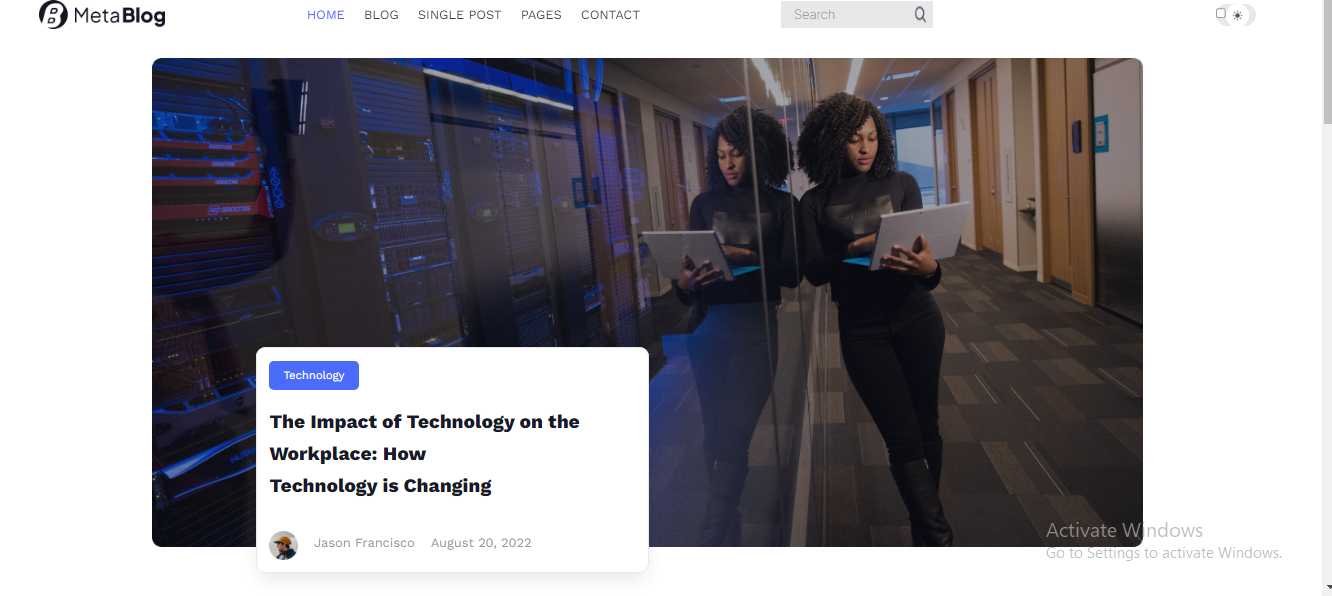 MetaBlog
HOME BLOG SINGLE POST PAGES CONTACT
Search
Technology
The Impact of Technology on the
Workplace: How
Technology is Changing
Jason Francisco August 20, 2022
Activate Windows
Go to Settings to activate Windows.